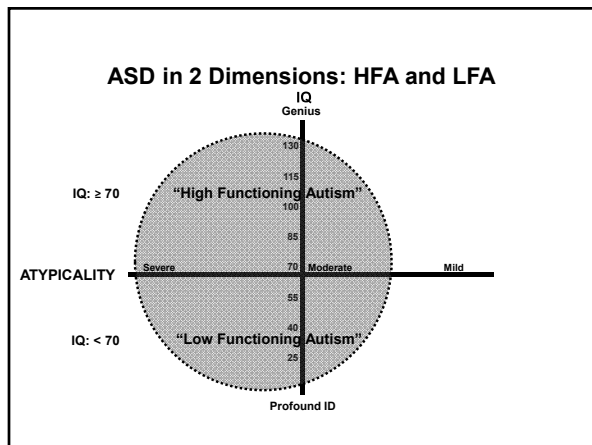 ASD in 2 Dimensions: HFA and LFA
IQ
Genius
130
115
IQ: ≥ 70
“High Functioning Autism”
100
85
70
ATYPICALITY
Severe
Moderate
Mild
55
40
IQ: < 70
“Low Functioning Autism”
25
Profound ID